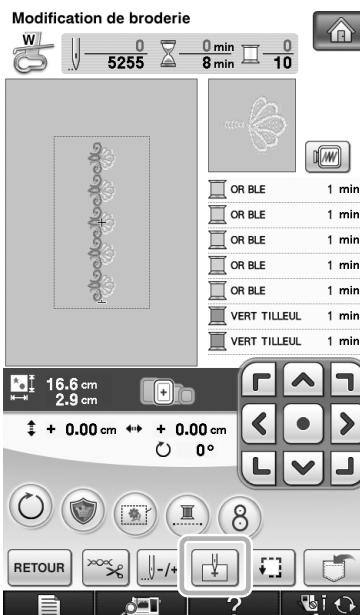 Modification de broderie
W
0 0 min 0
5255 8 min 10
OR BLE 1 min
OR BLE 1 min
OR BLE 1 min
OR BLE 1 min
OR BLE 1 min
VERT TILLEUL 1 min
VERT TILLEUL 1 min
16.6 cm
2.9 cm
+ 0.00 cm + 0.00 cm
0°
8
RETOUR -/+
?